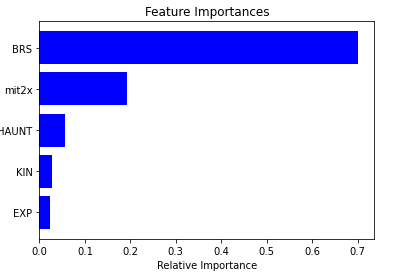 Feature Importances
BRS
mit2x
HAUNT
KIN
EXP
0.0 0.1 0.2 0.3 0.4 0.5 0.6 0.7
Relative Importance